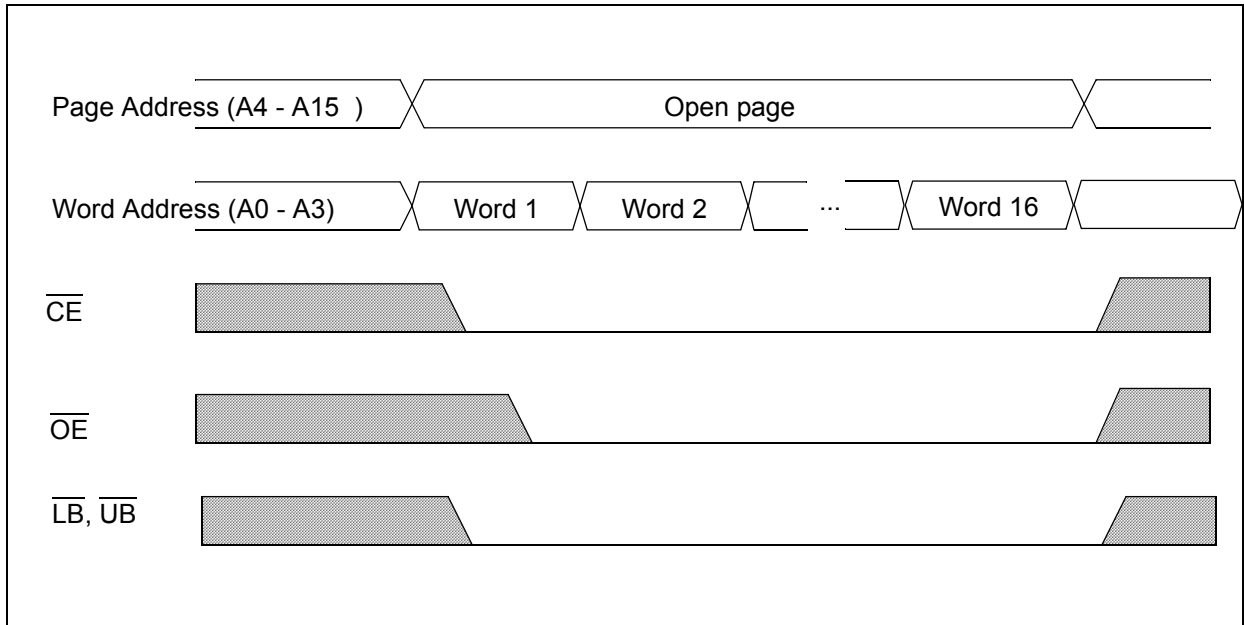 Page Address (A4 - A15 )
Open page
Word Address (A0 - A3)
Word 1
Word 2
...
Word 16
CE
OE
LB, UB